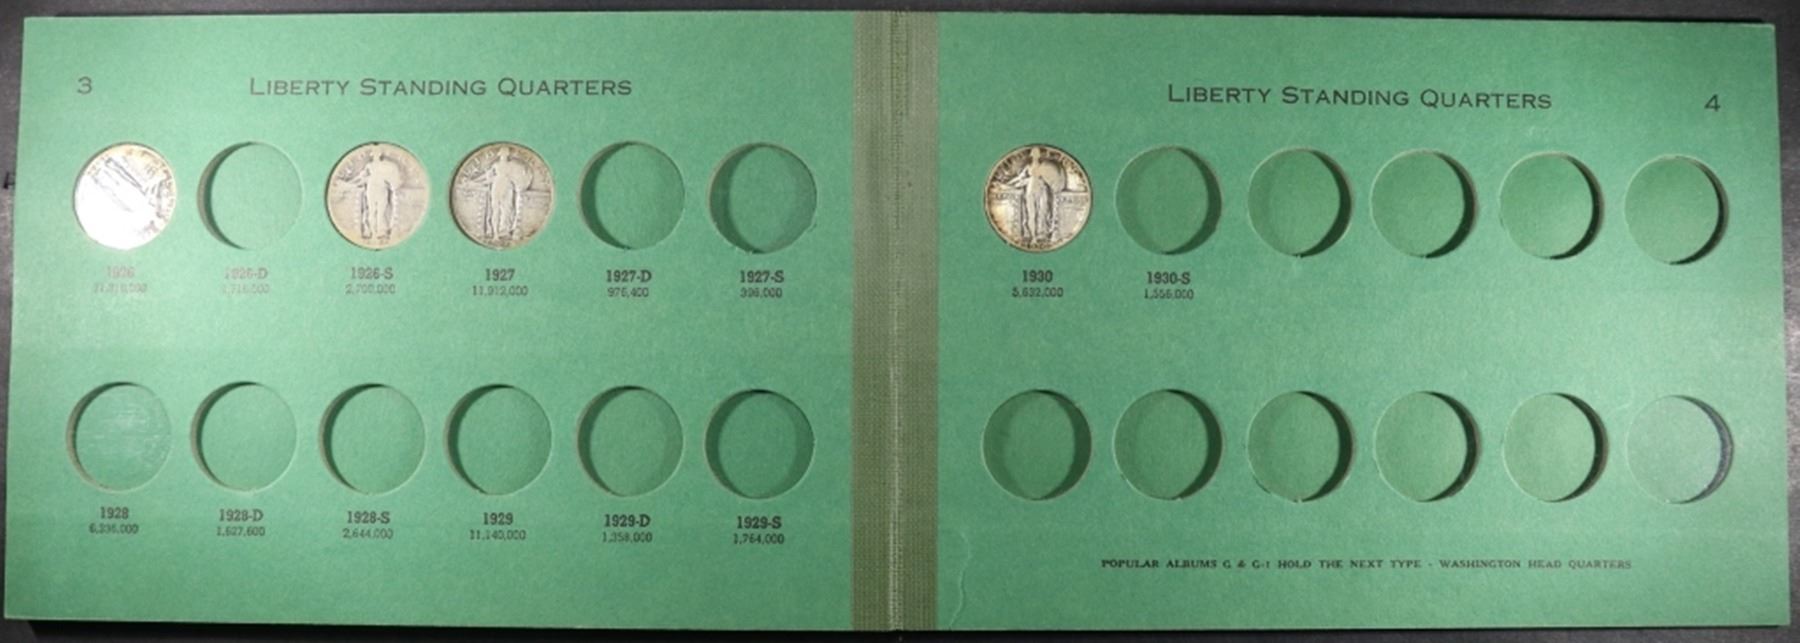 3
LIBERTY STANDING QUARTERS
1926 1926-D 1926-S 1927 1927-D 1927-S
2,700,000 11,912,000 976,400 396,000
1928 1928-D 1928-S 1929 1929-D 1929-S
6,336,000 1,627,600 2,644,000 11,140,000 1,358,000 1,764,000
LIBERTY STANDING QUARTERS
4
1930 1930-S
5,632,000 1,556,000
POPULAR ALBUMS G & G-1 HOLD THE NEXT TYPE - WASHINGTON HEAD QUARTERS